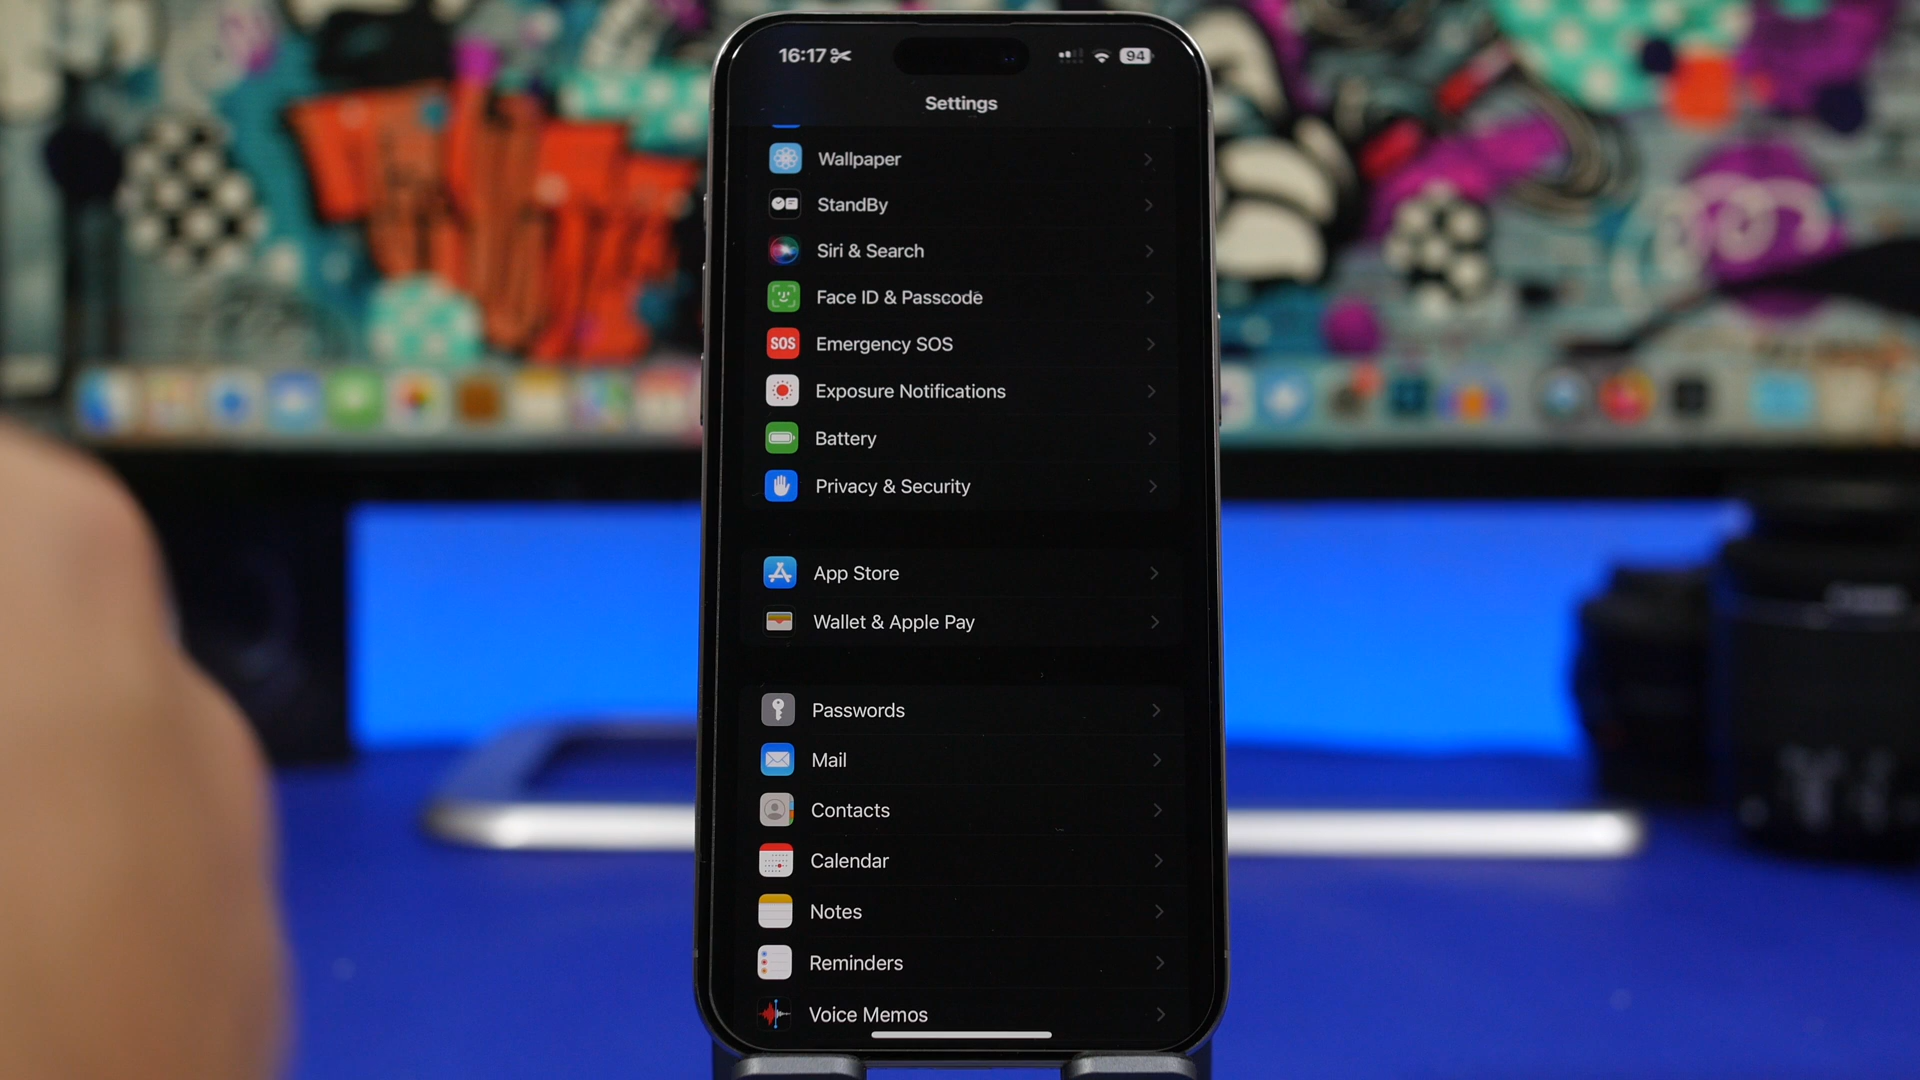 16:17
94
Settings
Wallpaper
StandBy
Siri & Search
Face ID & Passcode
SOS
Emergency SOS
Exposure Notifications
Battery
Privacy & Security
App Store
Wallet & Apple Pay
Passwords
Mail
Contacts
Calendar
Notes
Reminders
Voice Memos